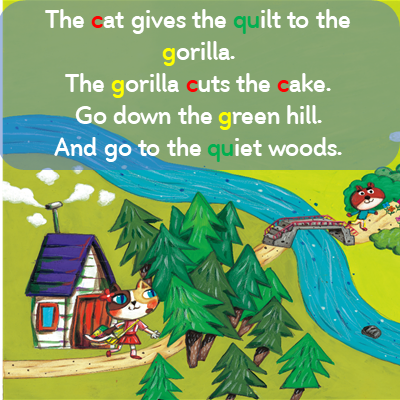 The cat gives the quilt to the
gorilla.
The gorilla cuts the cake.
Go down the green hill.
And go to the quiet woods.